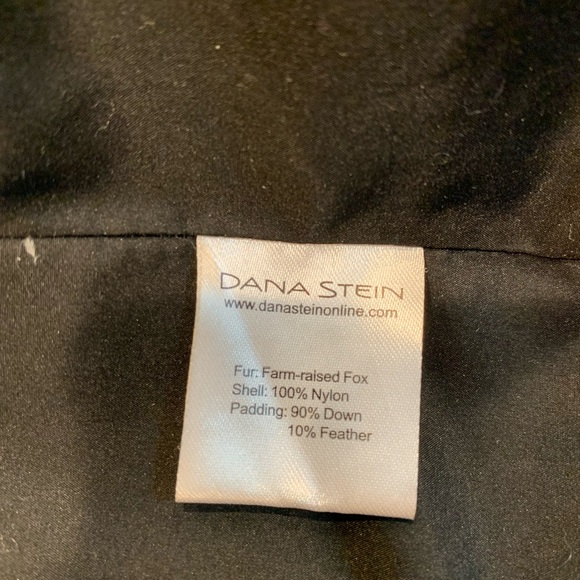 DANA STEIN
www.danasteinonline.com
Fur: Farm-raised Fox
Shell: 100% Nylon
Padding: 90% Down
10% Feather